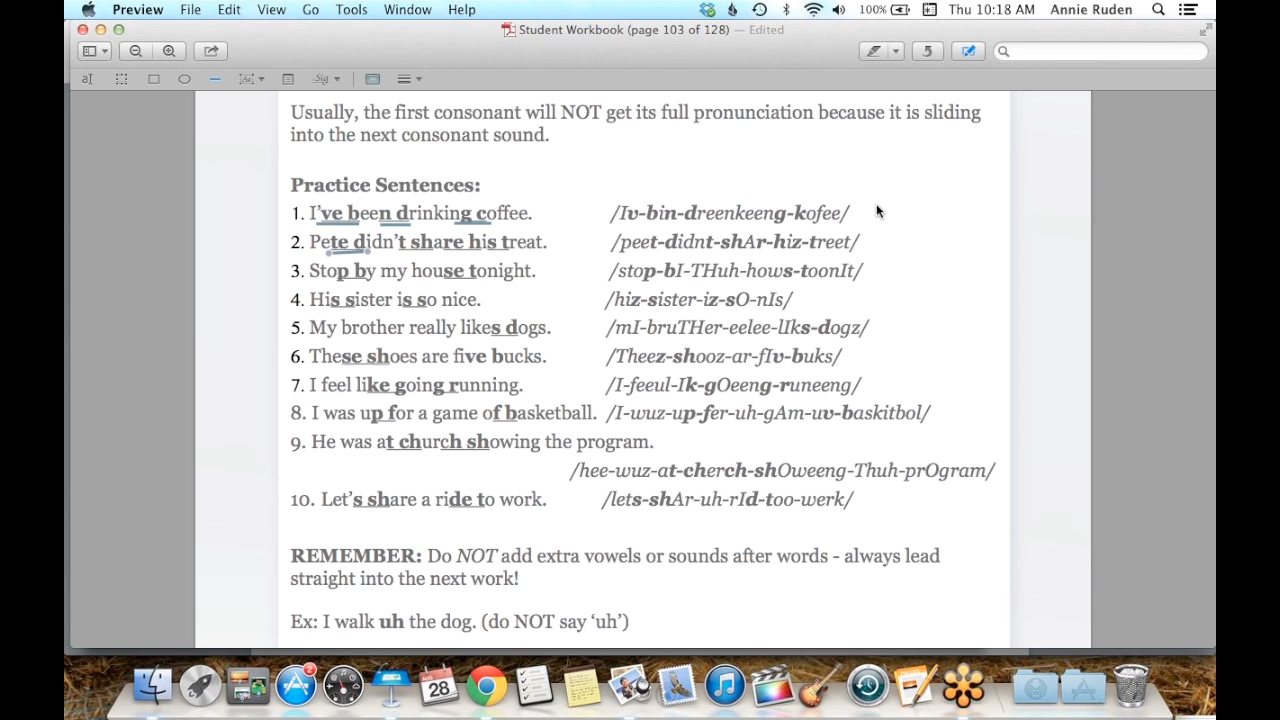 Preview File Edit View Go Tools Window Help 100% Thu 10:18 AM Annie Ruden
Student Workbook (page 103 of 128) — Edited
Usually, the first consonant will NOT get its full pronunciation because it is sliding
into the next consonant sound.
Practice Sentences:
1. I've been drinking coffee. /Iv-bin-dreenkeeng-kofee/
2. Pete didn't share his treat. /peet-didnt-shAr-hiz-treet/
3. Stop by my house tonight. /stop-bI-THuh-hows-toonIt/
4. His sister is so nice. /hiz-sister-iz-sO-nIs/
5. My brother really likes dogs. /mI-bruTHer-eelee-lIks-dogz/
6. These shoes are five bucks. /Theez-shooz-ar-fIv-buks/
7. I feel like going running. /I-feeul-Ik-gOeeng-runeeng/
8. I was up for a game of basketball. /I-wuz-up-fer-uh-gAm-uv-baskitbol/
9. He was at church showing the program.
/hee-wuz-at-cherch-shOweeng-Thuh-prOgram/
10. Let's share a ride to work. /lets-shAr-uh-rId-too-werk/
REMEMBER: Do NOT add extra vowels or sounds after words - always lead
straight into the next work!
Ex: I walk uh the dog. (do NOT say 'uh')
2
28